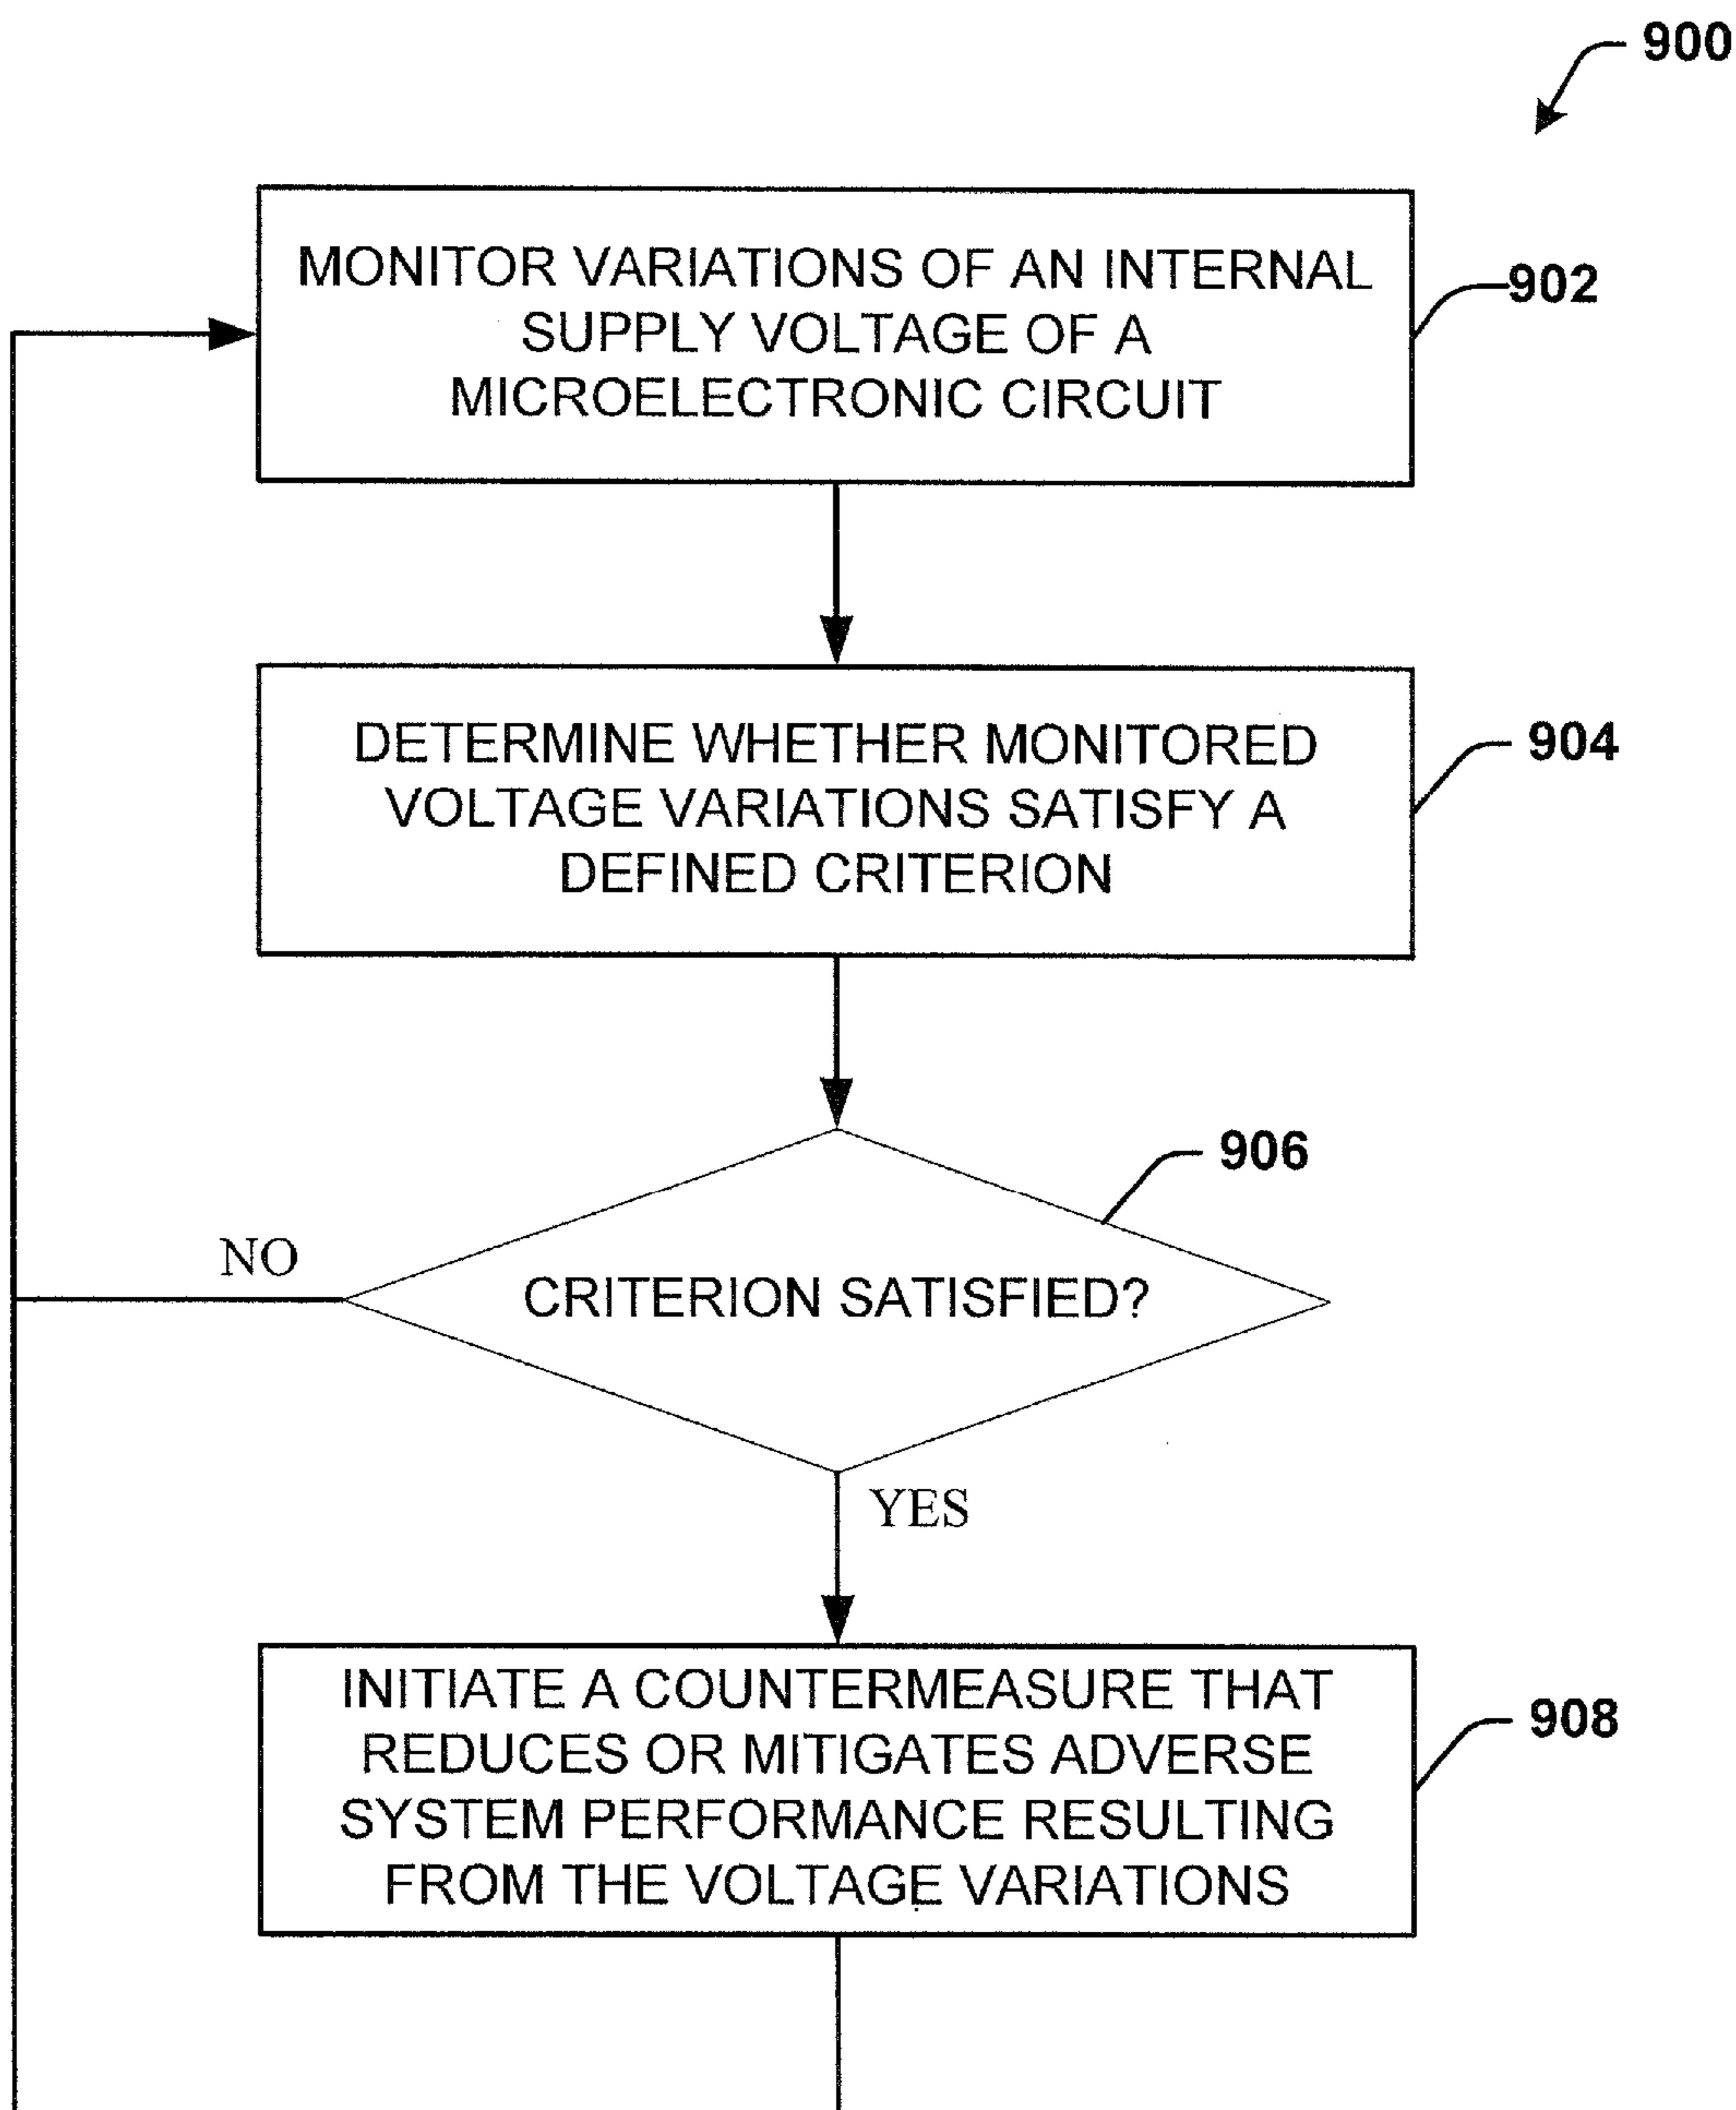 900
MONITOR VARIATIONS OF AN INTERNAL
SUPPLY VOLTAGE OF A
MICROELECTRONIC CIRCUIT
902
DETERMINE WHETHER MONITORED
VOLTAGE VARIATIONS SATISFY A
DEFINED CRITERION
904
906
NO
CRITERION SATISFIED?
YES
INITIATE A COUNTERMEASURE THAT
REDUCES OR MITIGATES ADVERSE
SYSTEM PERFORMANCE RESULTING
FROM THE VOLTAGE VARIATIONS
908